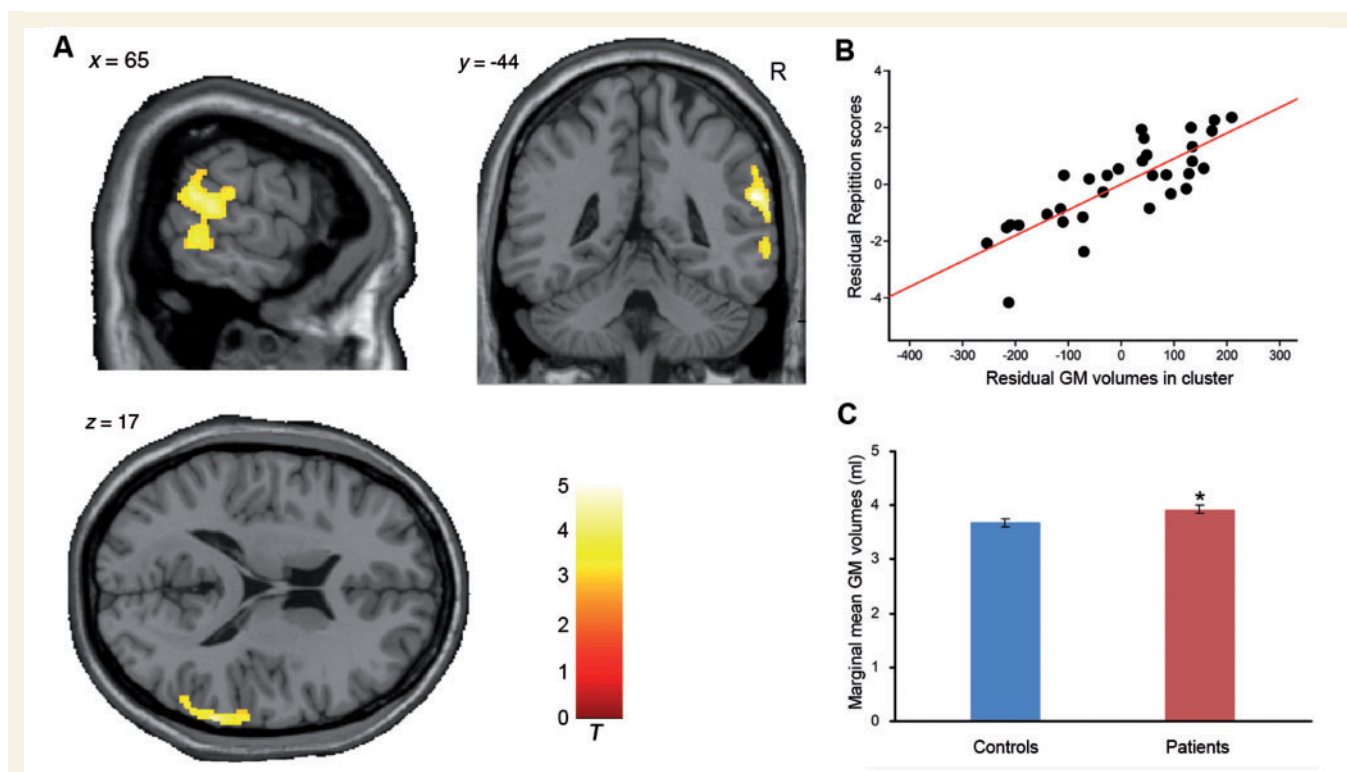 A
x = 65
y = -44
R
z = 17
5
4
3
2
1
0
T
B
Residual Repitition scores
4
2
0
-2
-4
-400 -300 -200 -100 0 100 200 300
Residual GM volumes in cluster
C
Marginal mean GM volumes (ml)
5
4
3
2
1
0
*
Controls Patients